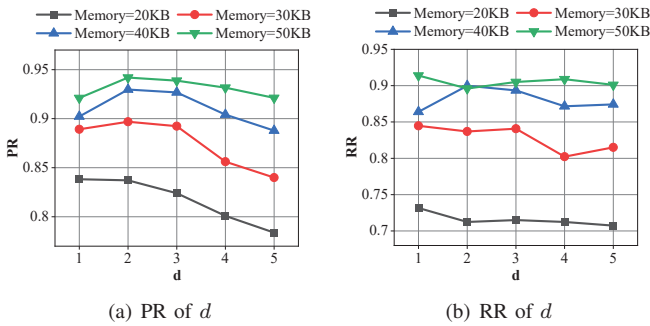 Memory=20KB Memory=30KB
Memory=40KB Memory=50KB
0.95
0.9
0.85
0.8
PR
1 2 3 4 5
d
(a) PR of d
Memory=20KB Memory=30KB
Memory=40KB Memory=50KB
0.95
0.9
0.85
0.8
0.75
0.7
RR
1 2 3 4 5
d
(b) RR of d